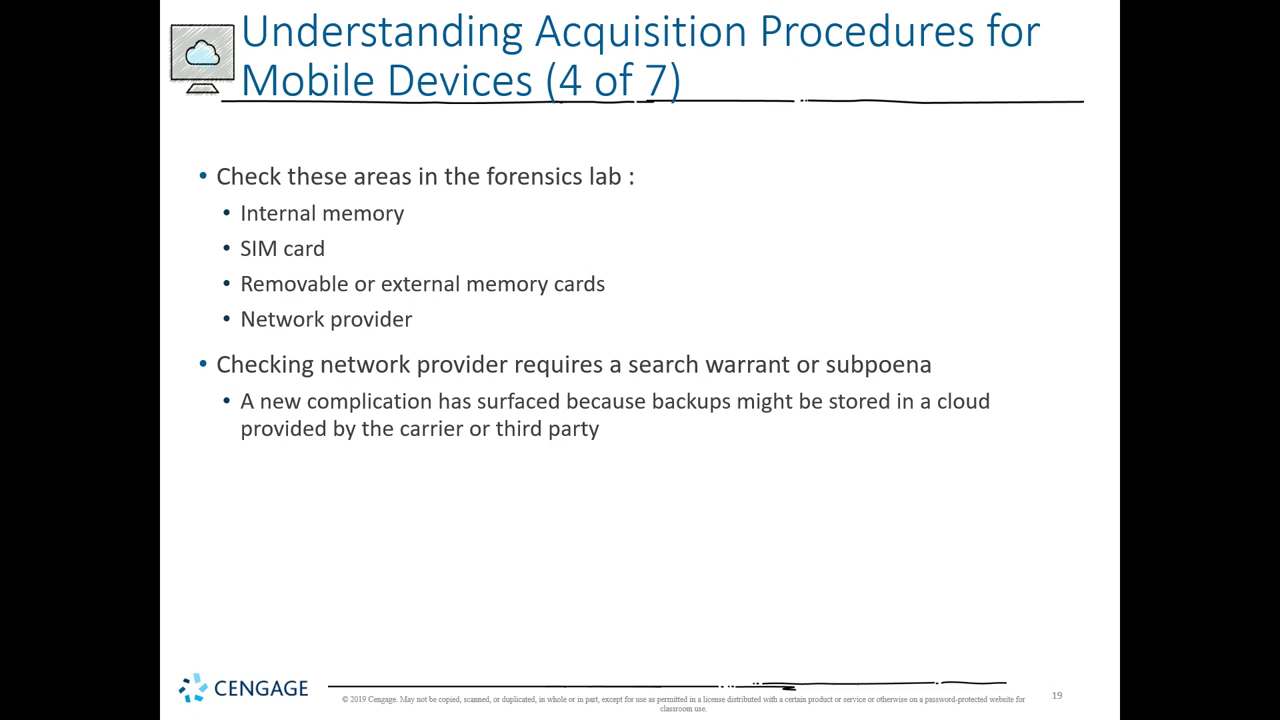 Understanding Acquisition Procedures for
Mobile Devices (4 of 7)
• Check these areas in the forensics lab :
• Internal memory
• SIM card
• Removable or external memory cards
• Network provider
• Checking network provider requires a search warrant or subpoena
• A new complication has surfaced because backups might be stored in a cloud
provided by the carrier or third party
CENGAGE
© 2019 Cengage. May not be copied, scanned, or duplicated, in whole or in part, except for use as permitted in a license distributed with a certain product or service or otherwise on a password-protected website for
classroom use.
19